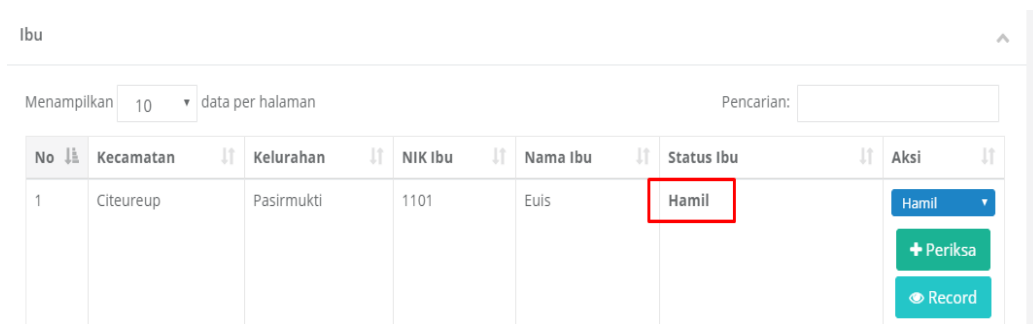 Ibu
Menampilkan 10 data per halaman Pencarian:
No Kecamatan Kelurahan NIK Ibu Nama Ibu Status Ibu Aksi
1 Citeureup Pasirmukti 1101 Euis Hamil Hamil
Periksa
Record